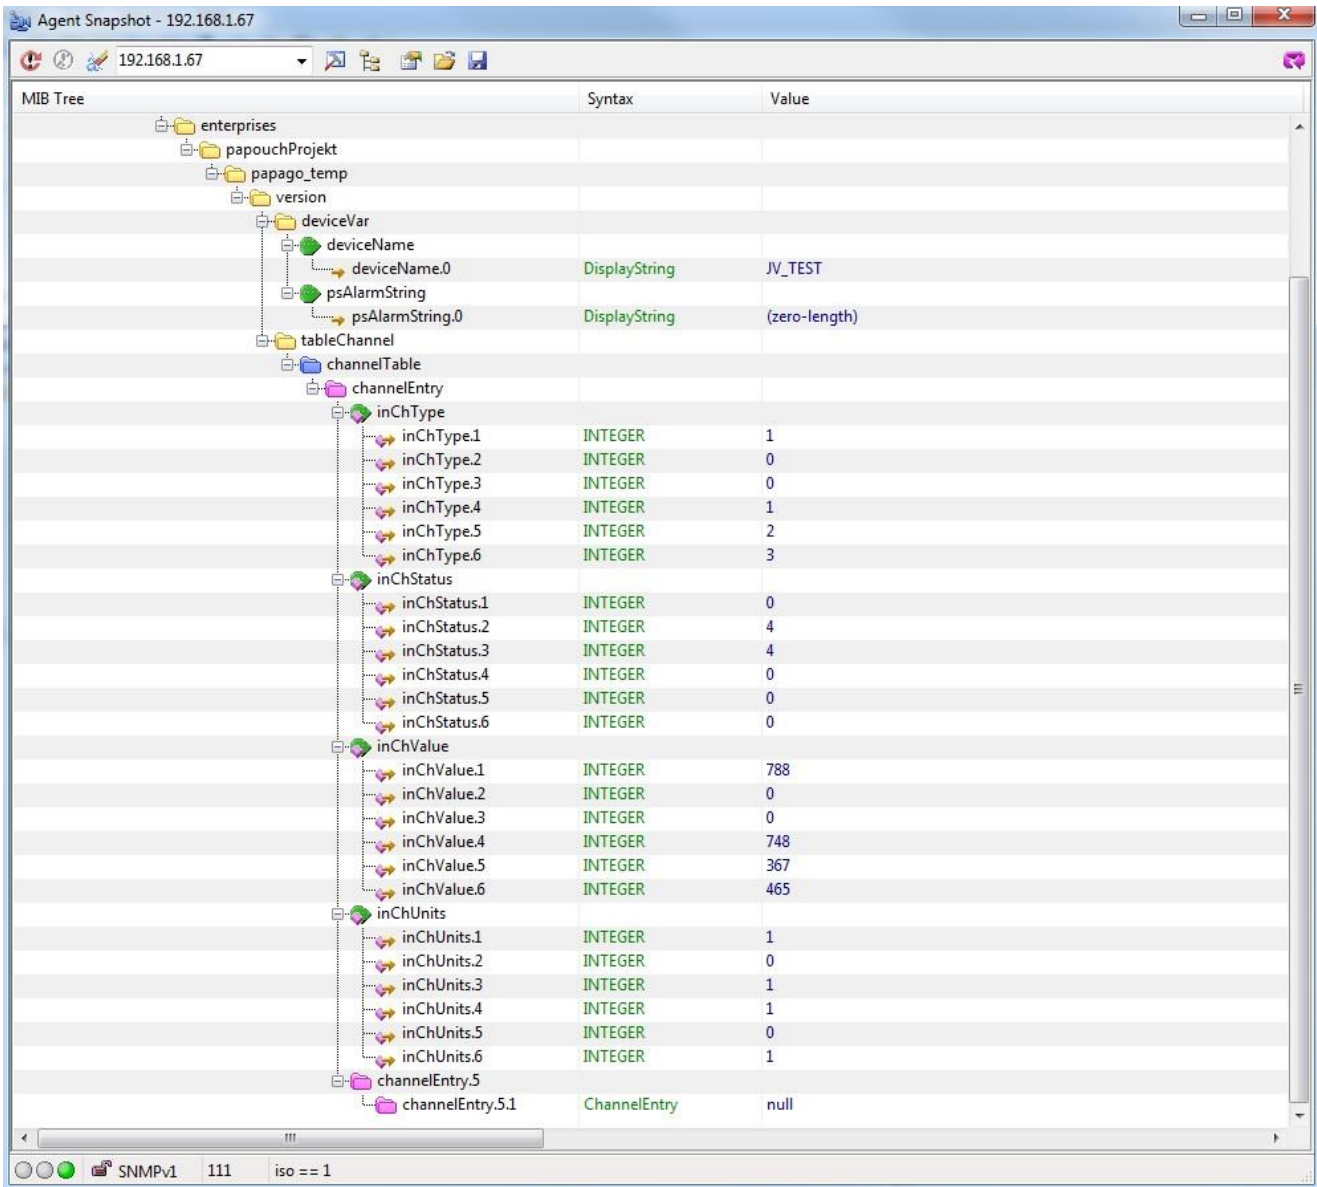 Agent Snapshot - 192.168.1.67
192.168.1.67
MIB Tree Syntax Value
enterprises
papouchProjekt
papago_temp
version
deviceVar
deviceName
deviceName.0 DisplayString JV_TEST
psAlarmString
psAlarmString.0 DisplayString (zero-length)
tableChannel
channelTable
channelEntry
inChType
inChType.1 INTEGER 1
inChType.2 INTEGER 0
inChType.3 INTEGER 0
inChType.4 INTEGER 1
inChType.5 INTEGER 2
inChType.6 INTEGER 3
inChStatus
inChStatus.1 INTEGER 0
inChStatus.2 INTEGER 4
inChStatus.3 INTEGER 4
inChStatus.4 INTEGER 0
inChStatus.5 INTEGER 0
inChStatus.6 INTEGER 0
inChValue
inChValue.1 INTEGER 788
inChValue.2 INTEGER 0
inChValue.3 INTEGER 0
inChValue.4 INTEGER 748
inChValue.5 INTEGER 367
inChValue.6 INTEGER 465
inChUnits
inChUnits.1 INTEGER 1
inChUnits.2 INTEGER 0
inChUnits.3 INTEGER 1
inChUnits.4 INTEGER 1
inChUnits.5 INTEGER 0
inChUnits.6 INTEGER 1
channelEntry.5
channelEntry.5.1 ChannelEntry null
SNMPv1 111 iso == 1